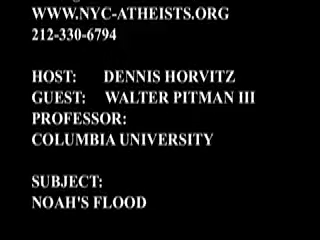 WWW.NYC-ATHEISTS.ORG
212-330-6794
HOST: DENNIS HORVITZ
GUEST: WALTER PITMAN III
PROFESSOR:
COLUMBIA UNIVERSITY
SUBJECT:
NOAH'S FLOOD